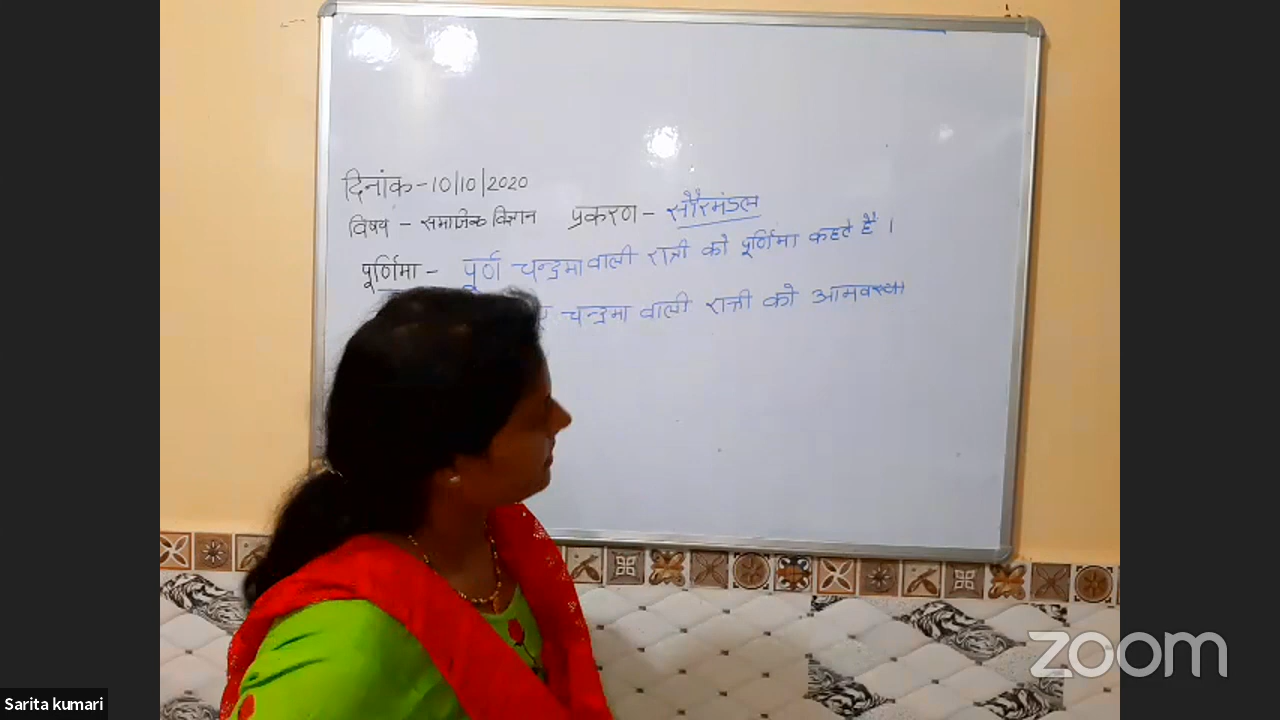 दिनांक-10/10/2020
विषय - समाजिक विज्ञान प्रकरण - सौरमंडल
पूर्णिमा - पूर्ण चन्द्रमा वाली रात्री को पूर्णिमा कहते हैं ।
चन्द्रमा वाली रात्री को आमवस्या
zoom
Sarita kumari